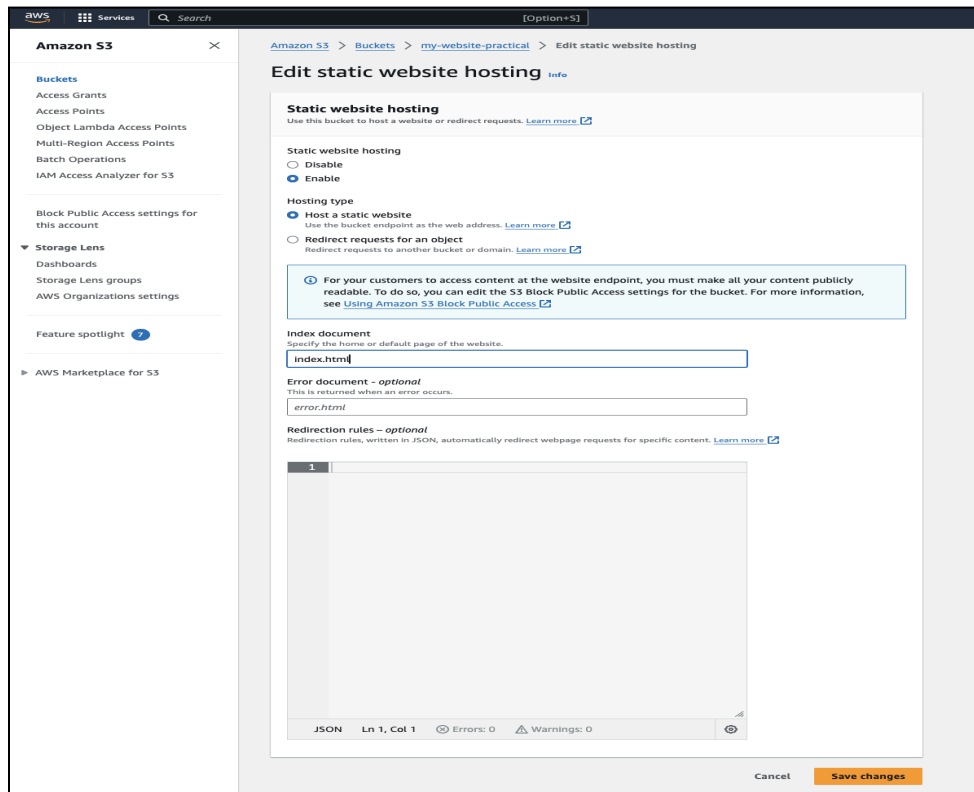 aws
Services
Search
[Option+S]
Amazon S3
Buckets
Access Grants
Access Points
Object Lambda Access Points
Multi-Region Access Points
Batch Operations
IAM Access Analyzer for S3
Block Public Access settings for
this account
Storage Lens
Dashboards
Storage Lens groups
AWS Organizations settings
Feature spotlight 7
AWS Marketplace for S3
Amazon S3 > Buckets > my-website-practical > Edit static website hosting
Edit static website hosting Info
Static website hosting
Use this bucket to host a website or redirect requests. Learn more
Static website hosting
Disable
Enable
Hosting type
Host a static website
Use the bucket endpoint as the web address. Learn more
Redirect requests for an object
Redirect requests to another bucket or domain. Learn more
For your customers to access content at the website endpoint, you must make all your content publicly
readable. To do so, you can edit the S3 Block Public Access settings for the bucket. For more information,
see Using Amazon S3 Block Public Access
Index document
Specify the home or default page of the website.
index.html
Error document - optional
This is returned when an error occurs.
error.html
Redirection rules – optional
Redirection rules, written in JSON, automatically redirect webpage requests for specific content. Learn more
1
JSON Ln 1, Col 1 Errors: 0 Warnings: 0
Cancel Save changes